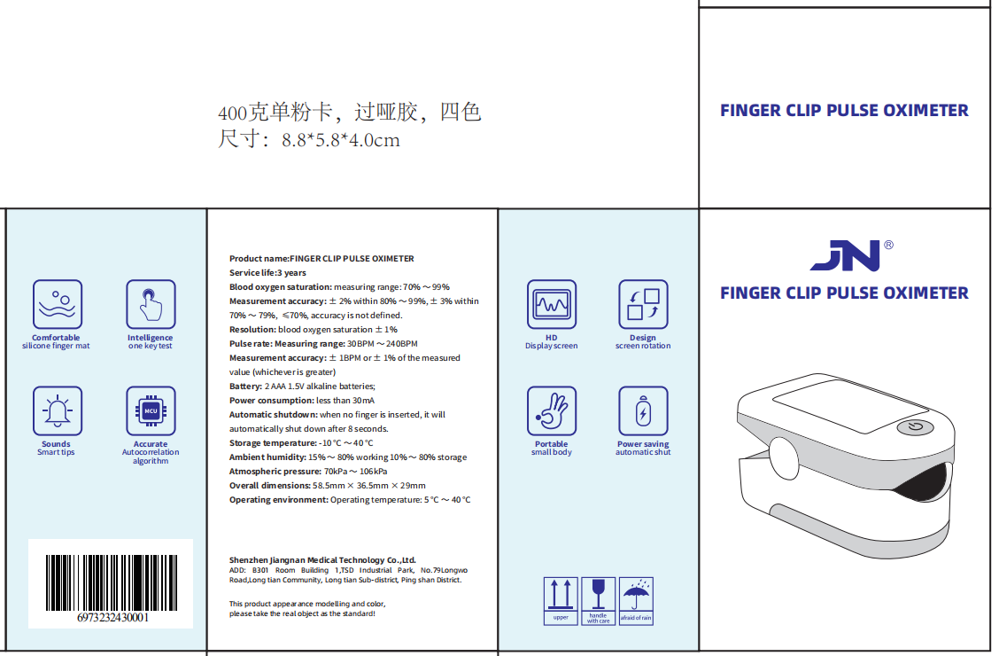 400克单粉卡，过哑胶，四色
尺寸：8.8*5.8*4.0cm
FINGER CLIP PULSE OXIMETER
Comfortable
silicone finger mat
Intelligence
one key test
Sounds
Smart tips
MCU
Accurate
Autocorrelation
algorithm
6973232430001
Product name:FINGER CLIP PULSE OXIMETER
Service life:3 years
Blood oxygen saturation: measuring range: 70% ～ 99%
Measurement accuracy: ± 2% within 80% ～ 99%, ± 3% within
70% ～ 79%, ≤70%, accuracy is not defined.
Resolution: blood oxygen saturation ± 1%
Pulse rate: Measuring range: 30BPM ～ 240BPM
Measurement accuracy: ± 1BPM or ± 1% of the measured
value (whichever is greater)
Battery: 2 AAA 1.5V alkaline batteries;
Power consumption: less than 30mA
Automatic shutdown: when no finger is inserted, it will
automatically shut down after 8 seconds.
Storage temperature: -10℃ ～ 40℃
Ambient humidity: 15% ～ 80% working 10% ～ 80% storage
Atmospheric pressure: 70kPa ～ 106kPa
Overall dimensions: 58.5mm × 36.5mm × 29mm
Operating environment: Operating temperature: 5℃ ～ 40℃
Shenzhen Jiangnan Medical Technology Co.,Ltd.
ADD: B301 Room Building 1,TSD Industrial Park, No.79Longwo
Road,Long tian Community, Long tian Sub-district, Ping shan District.
This product appearance modelling and color,
please take the real object as the standard!
HD
Display screen
Design
screen rotation
Portable
small body
Power saving
automatic shut
upper
handle
with care
afraid of rain
JN®
FINGER CLIP PULSE OXIMETER